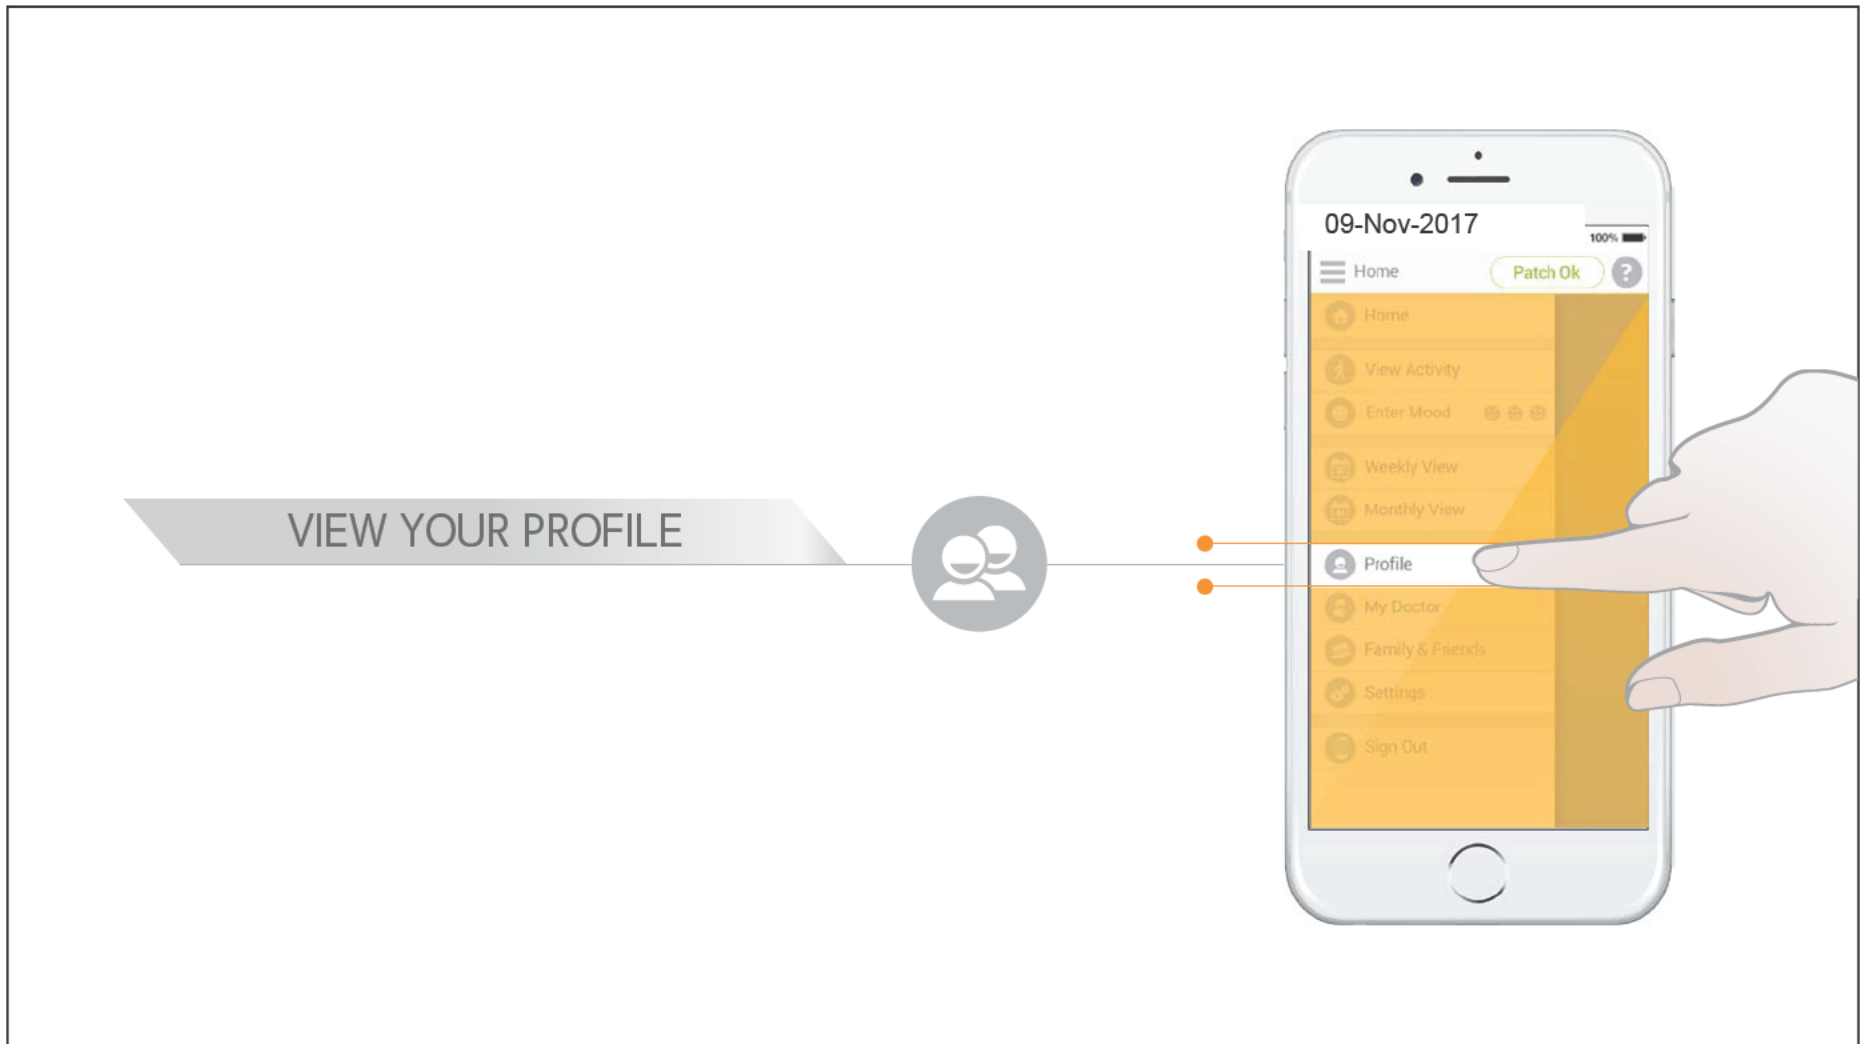 VIEW YOUR PROFILE
09-Nov-2017
100%
Home
Patch Ok
?
Home
View Activity
Enter Mood
Weekly View
Monthly View
Profile
My Doctor
Family & Friends
Settings
Sign Out